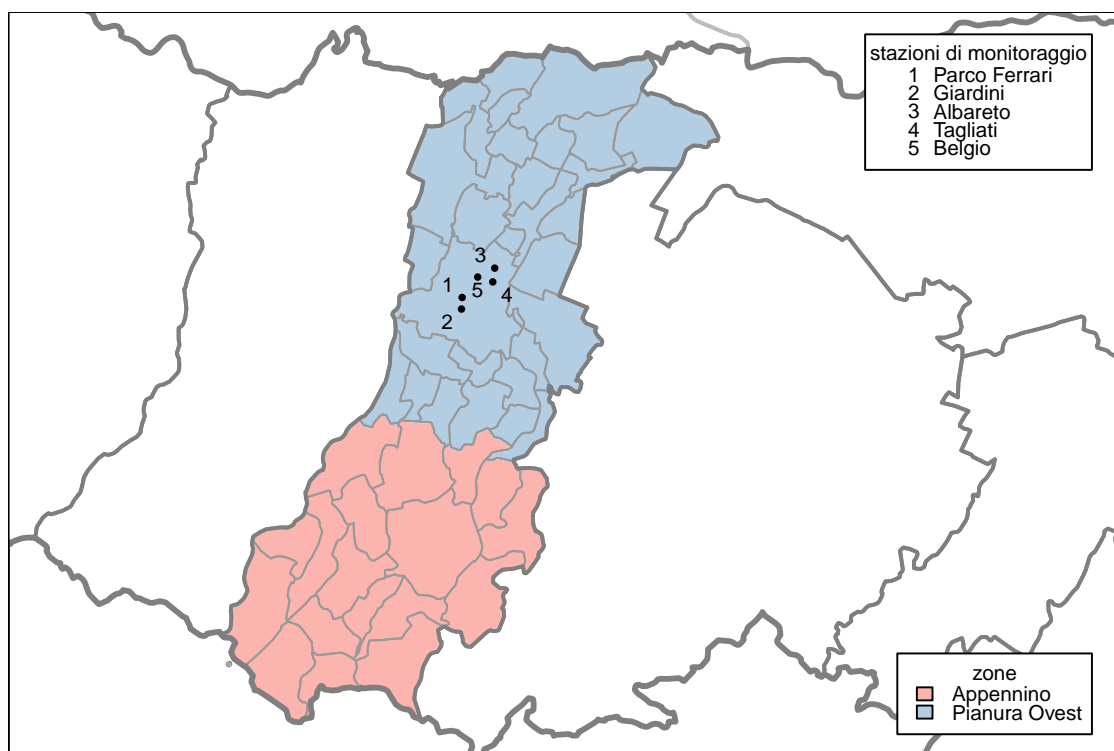 stazioni di monitoraggio
1 Parco Ferrari
2 Giardini
3 Albareto
4 Tagliati
5 Belgio
3
1
5
4
2
zone
Appennino
Pianura Ovest